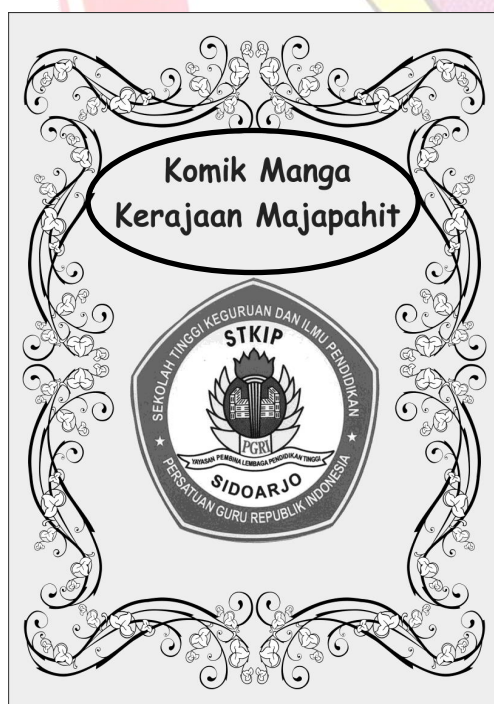 Komik Manga
Kerajaan Majapahit
SEKOLAH TINGGI KEGURUAN DAN ILMU PENDIDIKAN
STKIP
PGRI
YAYASAN PEMBINA LEMBAGA PENDIDIKAN TINGGI
SIDOARJO
PERSATUAN GURU REPUBLIK INDONESIA